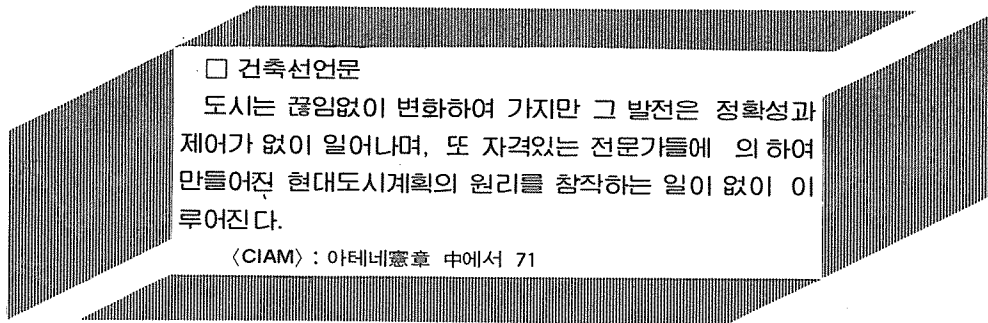 □ 건축선언문
도시는 끊임없이 변화하여 가지만 그 발전은 정확성과
제어가 없이 일어나며, 또 자격있는 전문가들에 의하여
만들어진 현대도시계획의 원리를 참작하는 일이 없이 이
루어진다.
〈CIAM〉: 아테네憲章 中에서 71